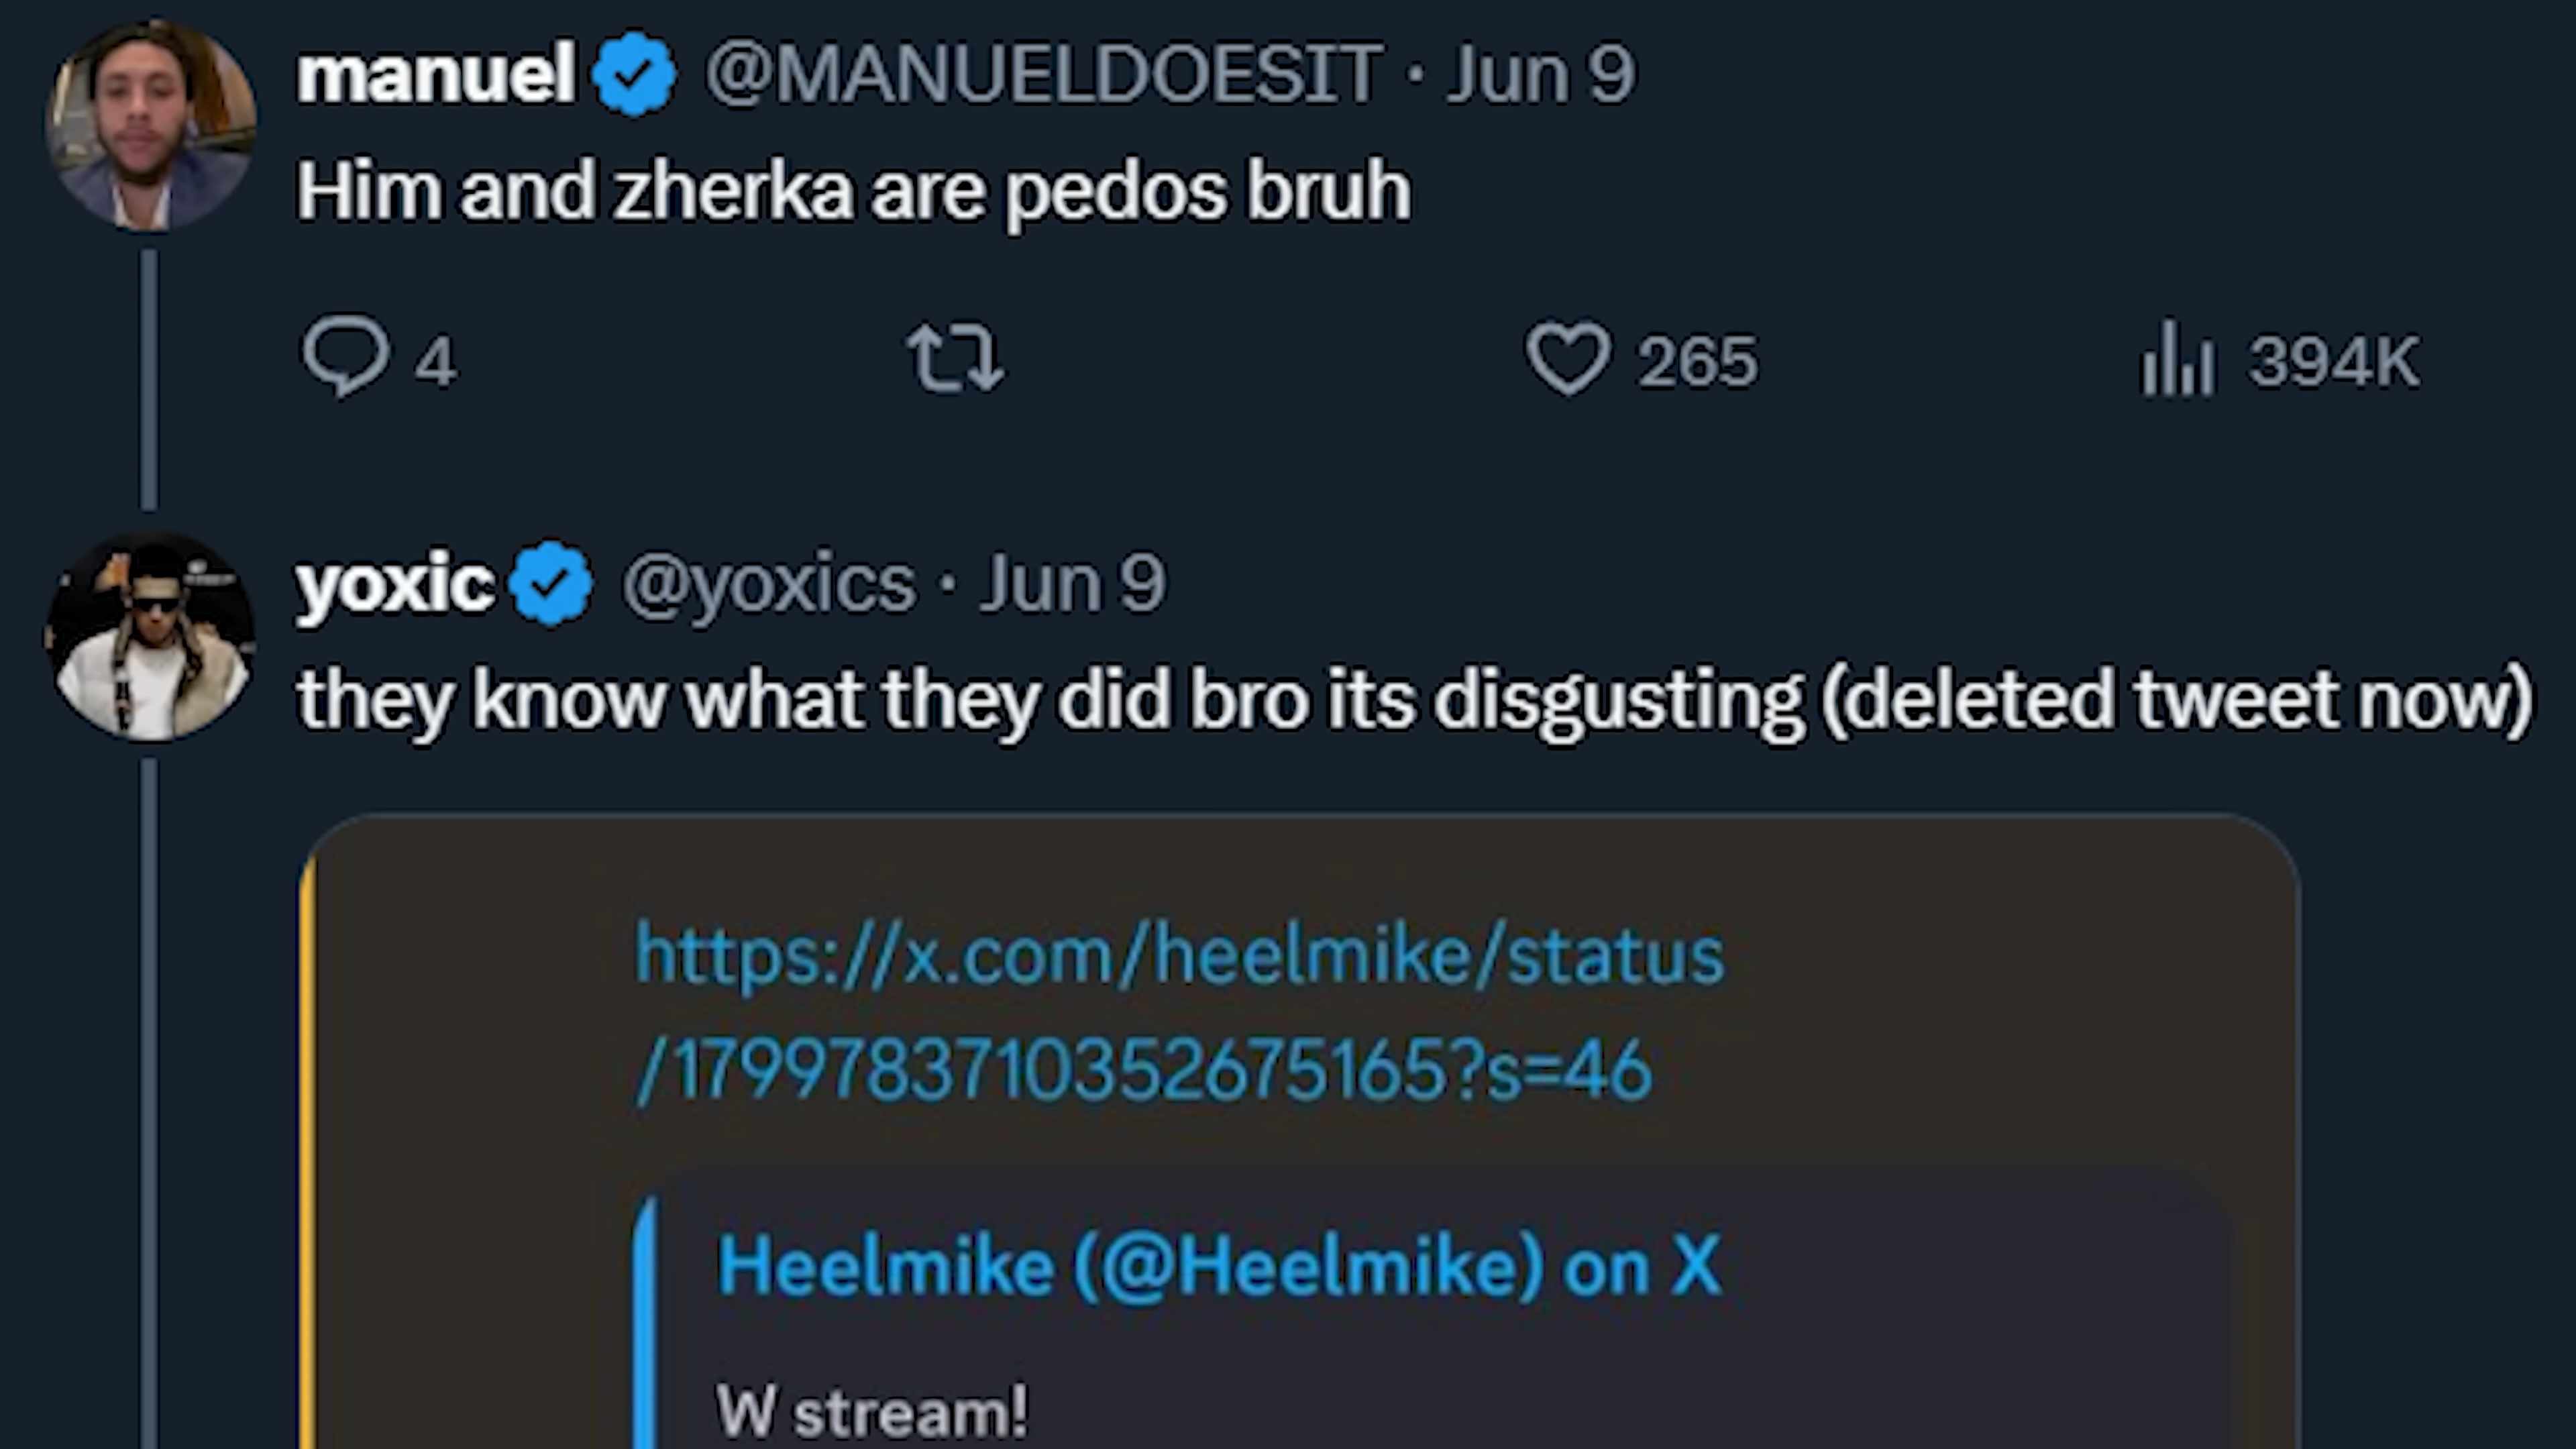 manuel @MANUELDOESIT · Jun 9
Him and zherka are pedos bruh
4 265 394K
yoxic @yoxics · Jun 9
they know what they did bro its disgusting (deleted tweet now)
https://x.com/heelmike/status
/1799783710352675165?s=46
Heelmike (@Heelmike) on X
W stream!